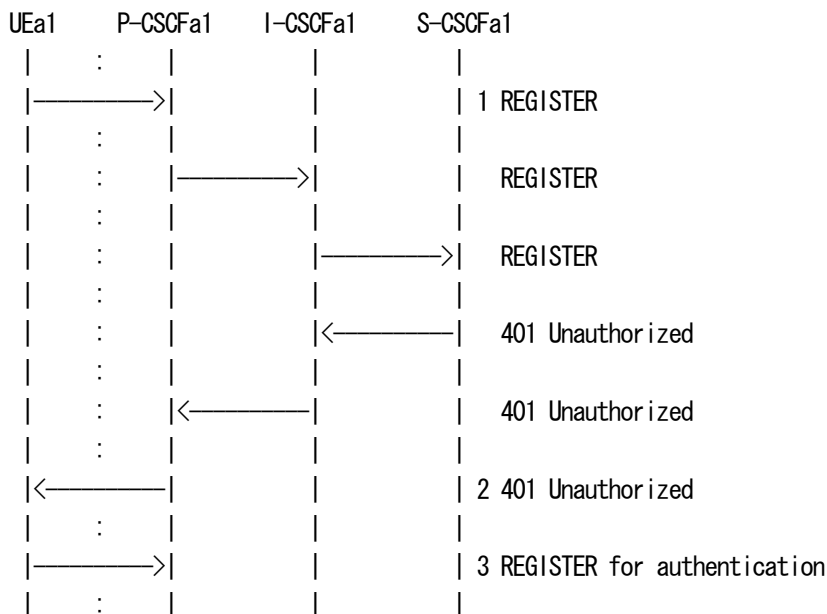 UEa1 P-CSCFa1 I-CSCFa1 S-CSCFa1
| : | | |
|----------->| | | 1 REGISTER
| : | | |
| : |----------->| | REGISTER
| : | | |
| : | |----------->| REGISTER
| : | | |
| : | |<-----------| 401 Unauthorized
| : | | |
| : |<-----------| | 401 Unauthorized
| : | | |
|<-----------| | | 2 401 Unauthorized
| : | | |
|----------->| | | 3 REGISTER for authentication
| : | | |